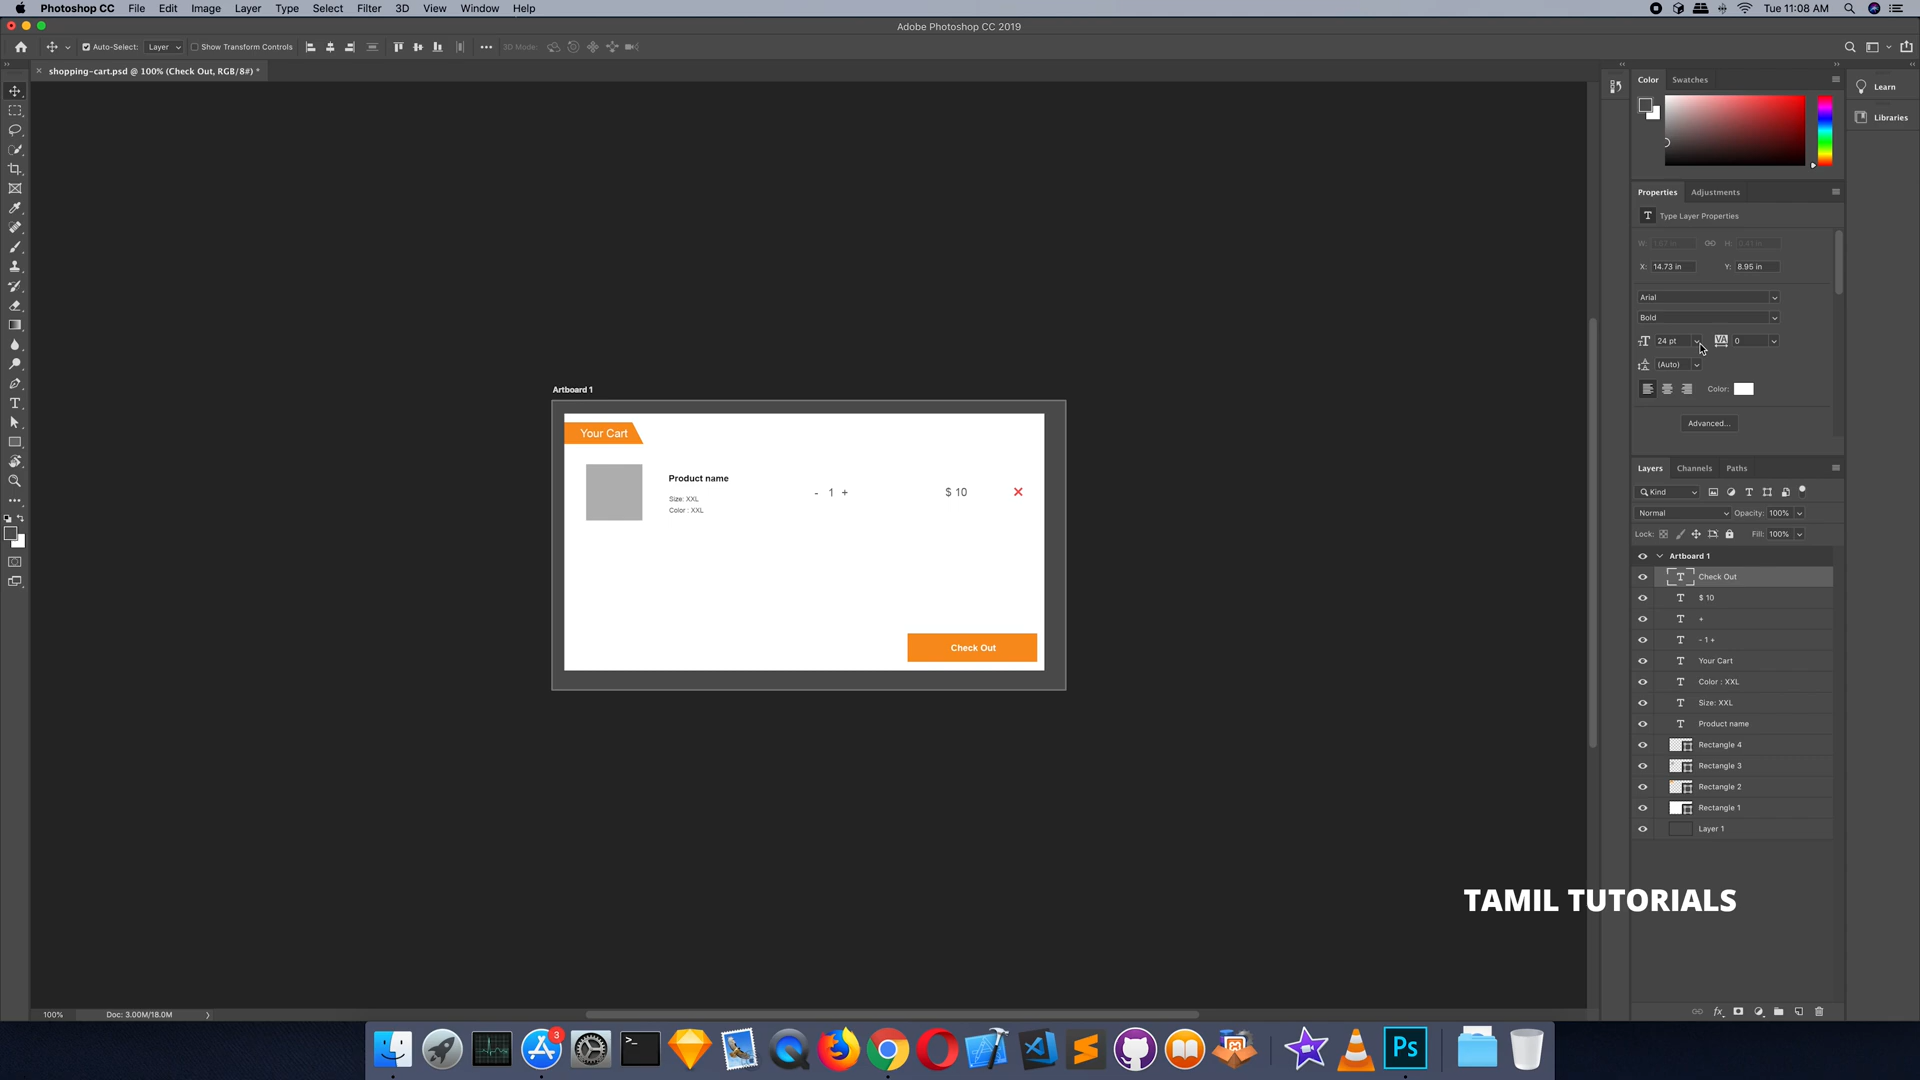 Photoshop CC File Edit Image Layer Type Select Filter 3D View Window Help Tue 11:08 AM
Adobe Photoshop CC 2019
Auto-Select: Layer Show Transform Controls 3D Mode:
shopping-cart.psd @ 100% (Check Out, RGB/8#) *
Color Swatches
Learn
Libraries
Properties Adjustments
Type Layer Properties
W: H:
X: 14.73 in Y: 8.95 in
Arial
Bold
24 pt VA 0
(Auto)
Color:
Advanced...
Artboard 1
Your Cart
Product name
Size: XXL
Color : XXL
- 1 +
$ 10
Check Out
Layers Channels Paths
Kind
Normal Opacity: 100%
Lock: Fill: 100%
Artboard 1
T Check Out
T $ 10
T +
T - 1 +
T Your Cart
T Color : XXL
T Size: XXL
T Product name
Rectangle 4
Rectangle 3
Rectangle 2
Rectangle 1
Layer 1
TAMIL TUTORIALS
100% Doc: 3.00M/18.0M
3
Ps